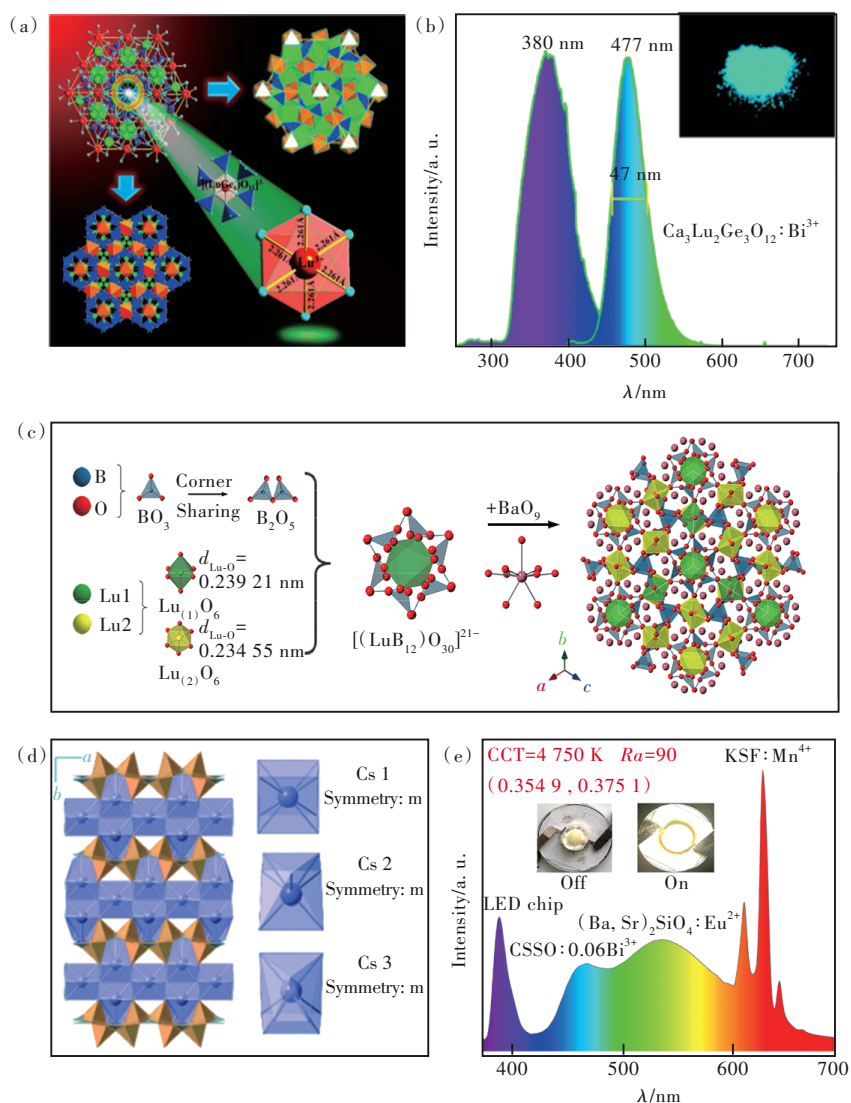 (a)
[(LuGe6)O12]3-
2.261Å
2.261Å
2.261Å
2.261Å
2.261Å
2.261Å
Lu
(b)
380 nm
477 nm
47 nm
Ca3Lu2Ge3O12:Bi3+
Intensity/a. u.
300 400 500 600 700
λ/nm
(c)
B
O
BO3
Corner
Sharing
B2O5
Lu1
Lu2
dLu-O=
0.239 21 nm
Lu(1)O6
dLu-O=
0.234 55 nm
Lu(2)O6
[(LuB12)O30]21−
+BaO9
b
a
c
(d)
a
b
Cs 1
Symmetry: m
Cs 2
Symmetry: m
Cs 3
Symmetry: m
(e)
CCT=4 750 K Ra=90
(0.354 9, 0.375 1)
KSF:Mn4+
Off
On
LED chip
(Ba, Sr)2SiO4:Eu2+
CSSO:0.06Bi3+
Intensity/a. u.
400 500 600 700
λ/nm